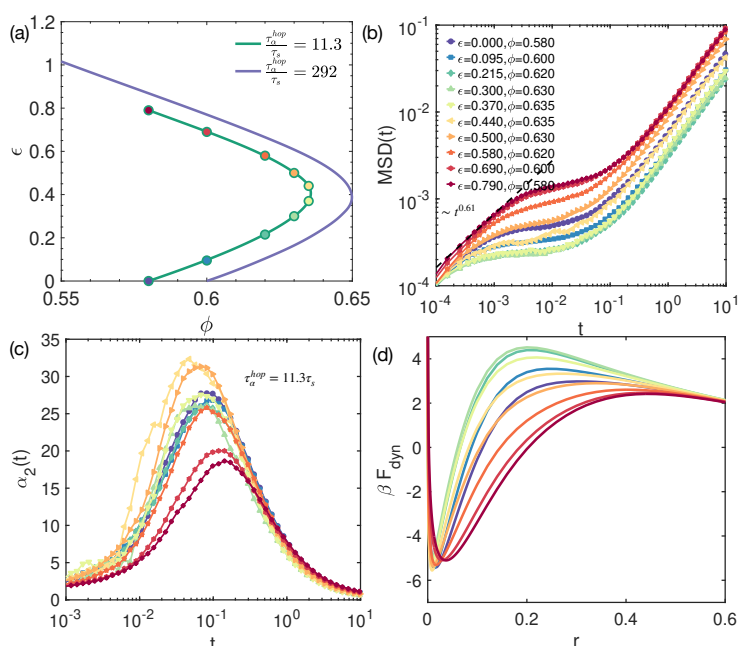 (a)
τ_α^hop/τ_s = 11.3
τ_α^hop/τ_s = 292
1.2
1
0.8
0.6
0.4
0.2
0
ϵ
0.55
0.6
0.65
ϕ
(b)
10^-1
10^-2
10^-3
10^-4
MSD(t)
ϵ=0.000,ϕ=0.580
ϵ=0.095,ϕ=0.600
ϵ=0.215,ϕ=0.620
ϵ=0.300,ϕ=0.630
ϵ=0.370,ϕ=0.635
ϵ=0.440,ϕ=0.635
ϵ=0.500,ϕ=0.630
ϵ=0.580,ϕ=0.620
ϵ=0.690,ϕ=0.600
ϵ=0.790,ϕ=0.580
~ t^0.61
10^-4
10^-3
10^-2
10^-1
10^0
10^1
t
(c)
35
30
25
20
15
10
5
0
α_2(t)
τ_α^hop = 11.3τ_s
10^-3
10^-2
10^-1
10^0
10^1
t
(d)
4
2
0
-2
-4
-6
β F_dyn
0
0.2
0.4
0.6
r